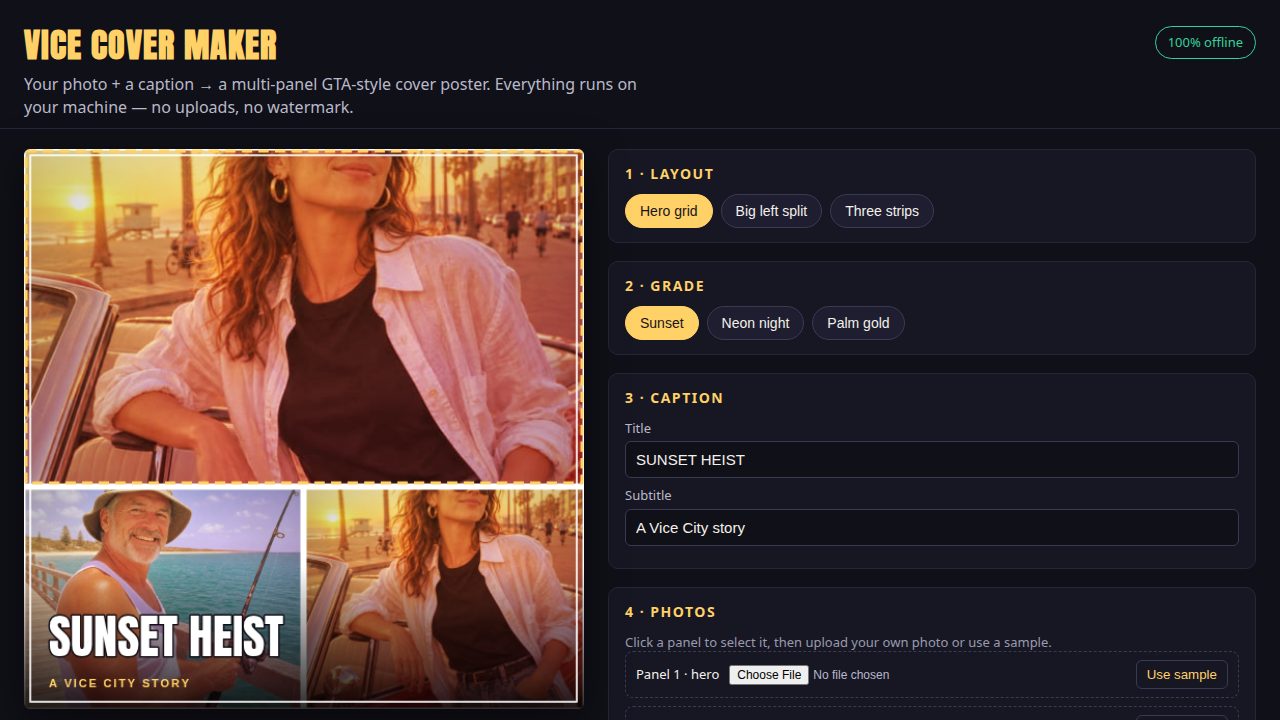 VICE COVER MAKER
100% offline
Your photo + a caption → a multi-panel GTA-style cover poster. Everything runs on
your machine — no uploads, no watermark.
SUNSET HEIST
A VICE CITY STORY
1 · LAYOUT
Hero grid
Big left split
Three strips
2 · GRADE
Sunset
Neon night
Palm gold
3 · CAPTION
Title
SUNSET HEIST
Subtitle
A Vice City story
4 · PHOTOS
Click a panel to select it, then upload your own photo or use a sample.
Panel 1 · hero
Choose File
No file chosen
Use sample